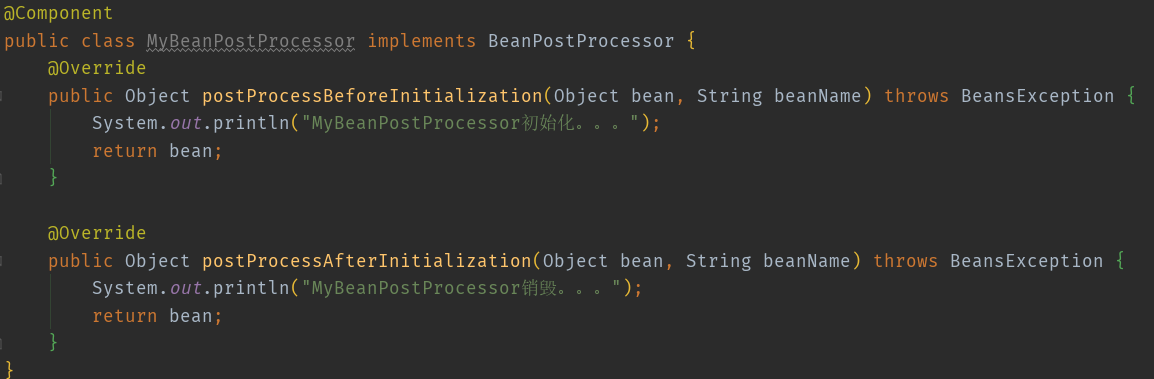 @Component
public class MyBeanPostProcessor implements BeanPostProcessor {
    @Override
    public Object postProcessBeforeInitialization(Object bean, String beanName) throws BeansException {
        System.out.println("MyBeanPostProcessor初始化。。。");
        return bean;
    }

    @Override
    public Object postProcessAfterInitialization(Object bean, String beanName) throws BeansException {
        System.out.println("MyBeanPostProcessor销毁。。。");
        return bean;
    }
}